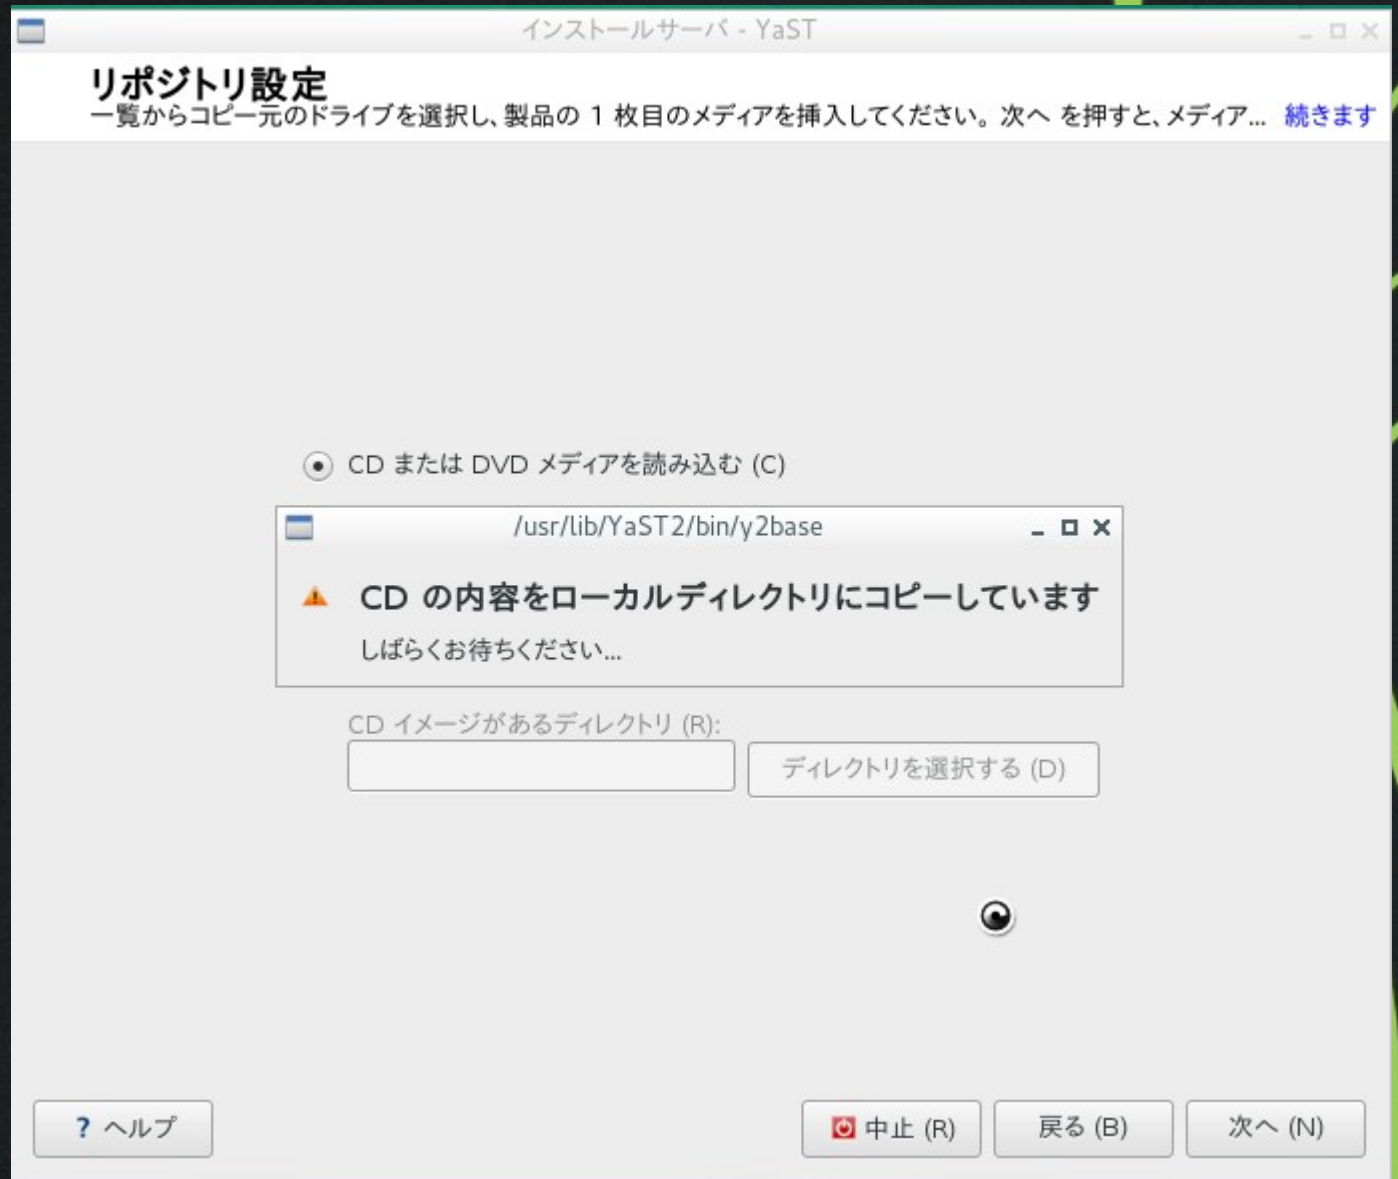 インストールサーバ - YaST
リポジトリ設定
一覧からコピー元のドライブを選択し、製品の 1 枚目のメディアを挿入してください。次へ を押すと、メディア... 続きます
CD または DVD メディアを読み込む (C)
/usr/lib/YaST2/bin/y2base
CD の内容をローカルディレクトリにコピーしています
しばらくお待ちください...
CD イメージがあるディレクトリ (R):
ディレクトリを選択する (D)
? ヘルプ 中止 (R) 戻る (B) 次へ (N)